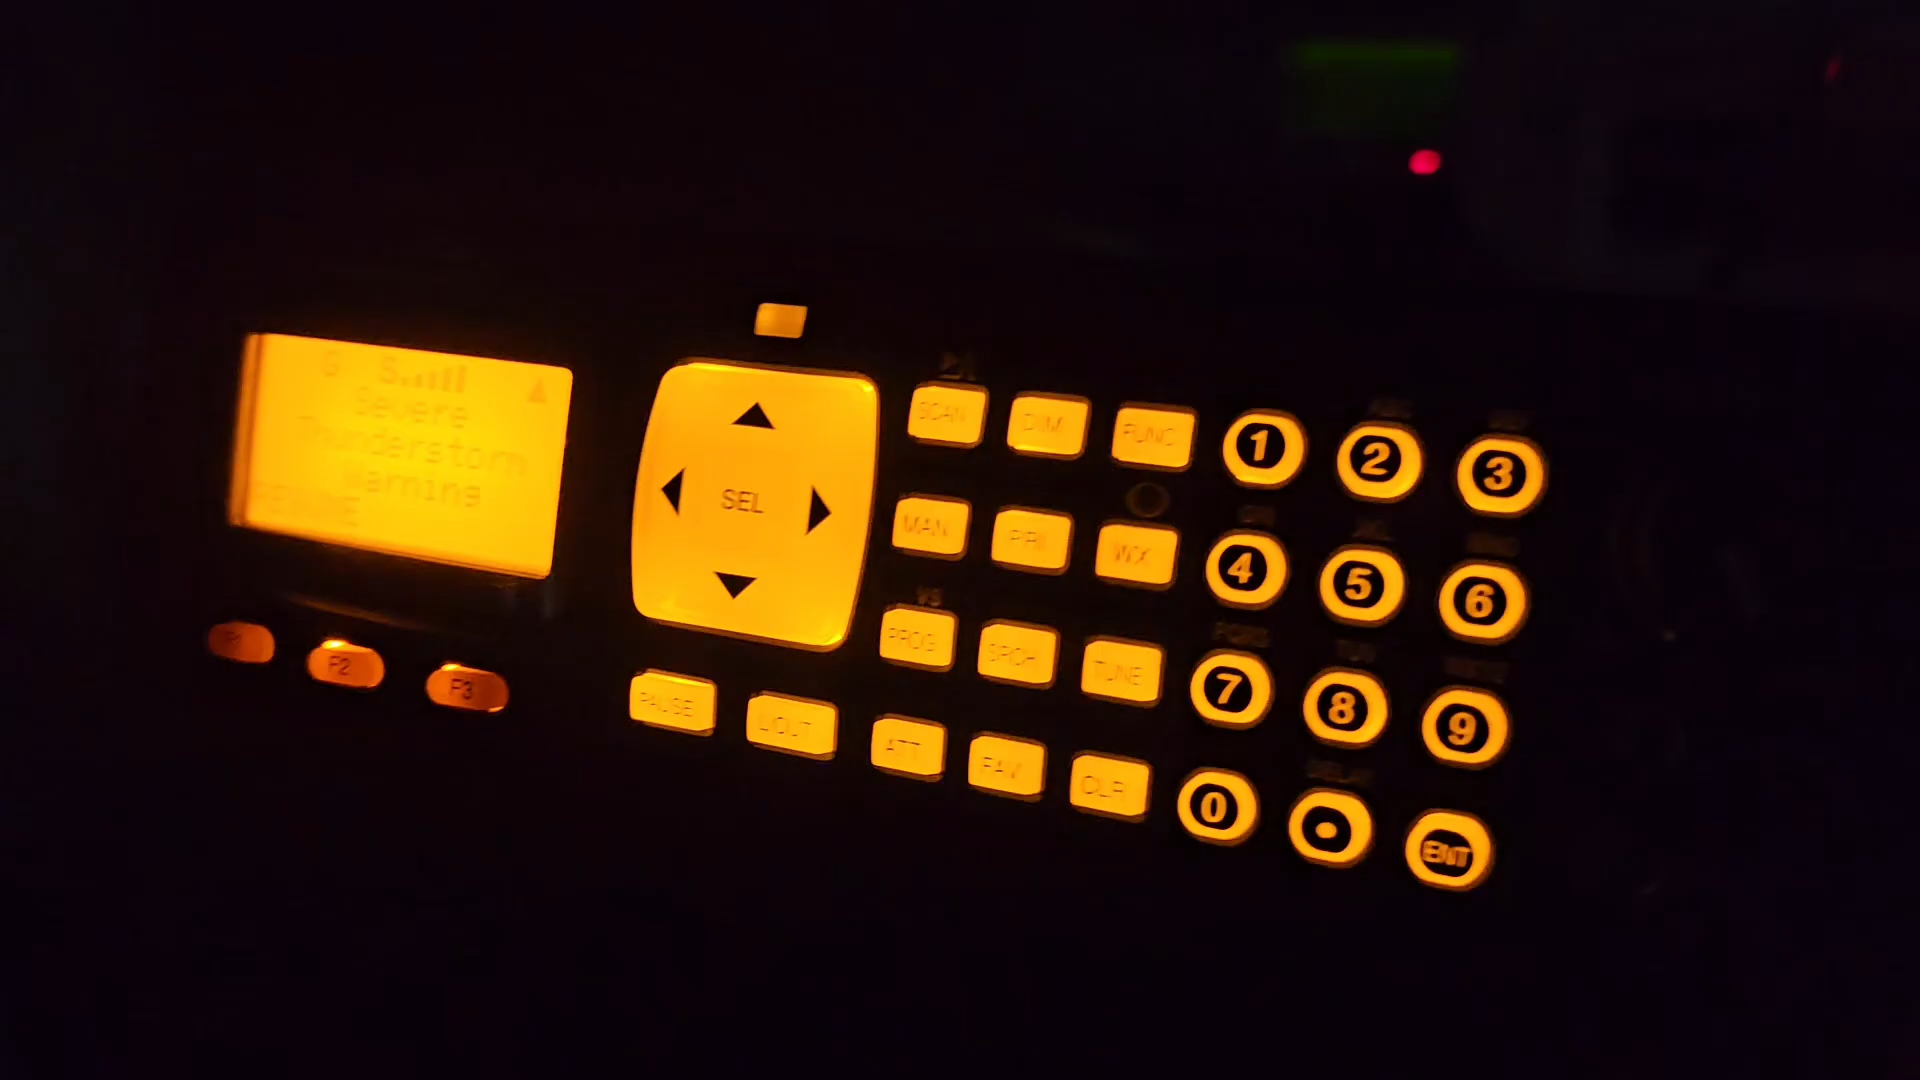 G S
Severe
Thunderstorm
Warning
RESUME
F1 F2 F3
SEL
SCAN DIM FUNC 1 2 3
MAN PRI WX 4 5 6
PROG SRCH TUNE 7 8 9
PAUSE L/OUT ATT FAV CLR 0 • ENT